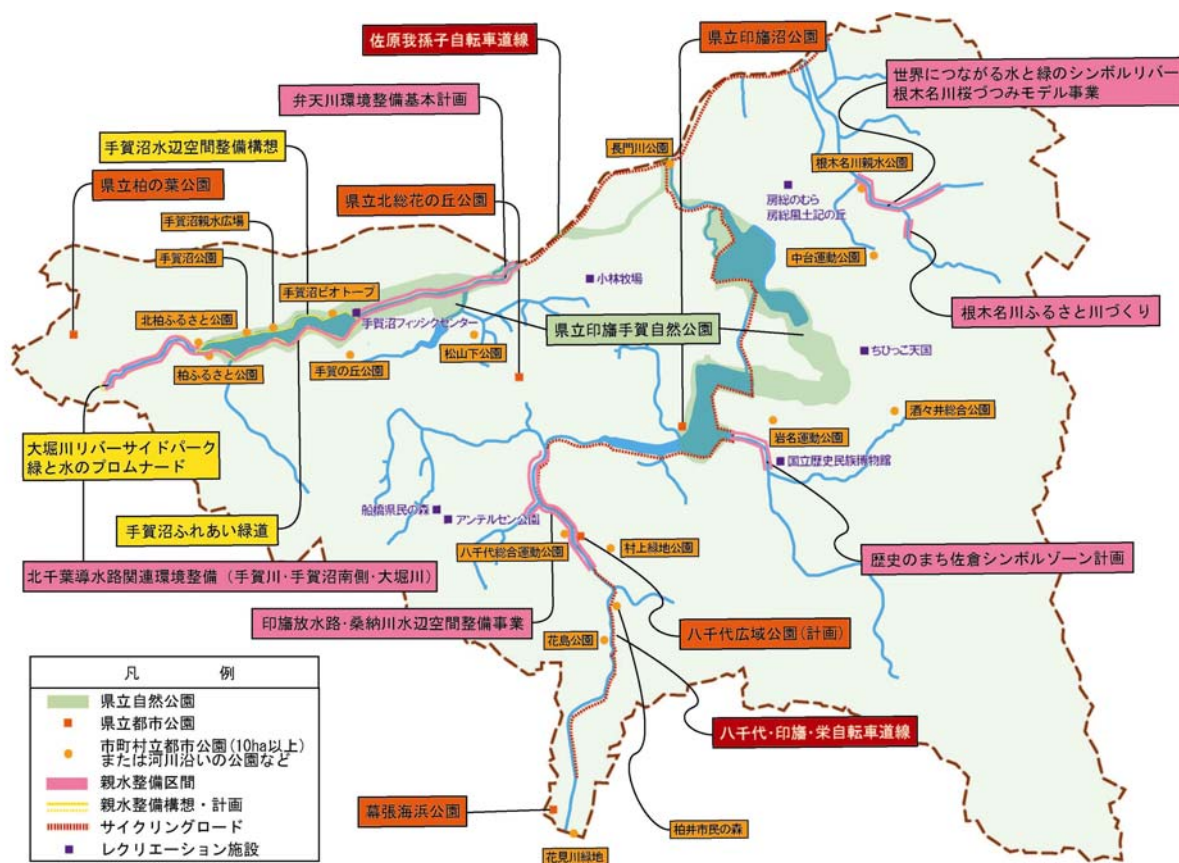 佐原我孫子自転車道線
県立印旛沼公園
世界につながる水と緑のシンボルリバー
根木名川桜づつみモデル事業
弁天川環境整備基本計画
手賀沼水辺空間整備構想
長門川公園
根木名川親水公園
県立柏の葉公園
県立北総花の丘公園
房総のむら
房総風土記の丘
手賀沼親水広場
手賀沼公園
中台運動公園
小林牧場
手賀沼ビオトープ
北柏ふるさと公園
手賀沼フィッシクセンター
県立印旛手賀自然公園
根木名川ふるさと川づくり
松山下公園
ちびっこ天国
柏ふるさと公園
手賀の丘公園
酒々井総合公園
岩名運動公園
大堀川リバーサイドパーク
緑と水のプロムナード
国立歴史民族博物館
船橋県民の森
アンデルセン公園
手賀沼ふれあい緑道
八千代総合運動公園
村上緑地公園
歴史のまち佐倉シンボルゾーン計画
北千葉導水路関連環境整備(手賀川・手賀沼南側・大堀川)
印旛放水路・桑納川水辺空間整備事業
八千代広域公園(計画)
花島公園
八千代・印旛・栄自転車道線
幕張海浜公園
柏井市民の森
花見川緑地
凡 例
県立自然公園
県立都市公園
市町村立都市公園(10ha以上)
または河川沿いの公園など
親水整備区間
親水整備構想・計画
サイクリングロード
レクリエーション施設